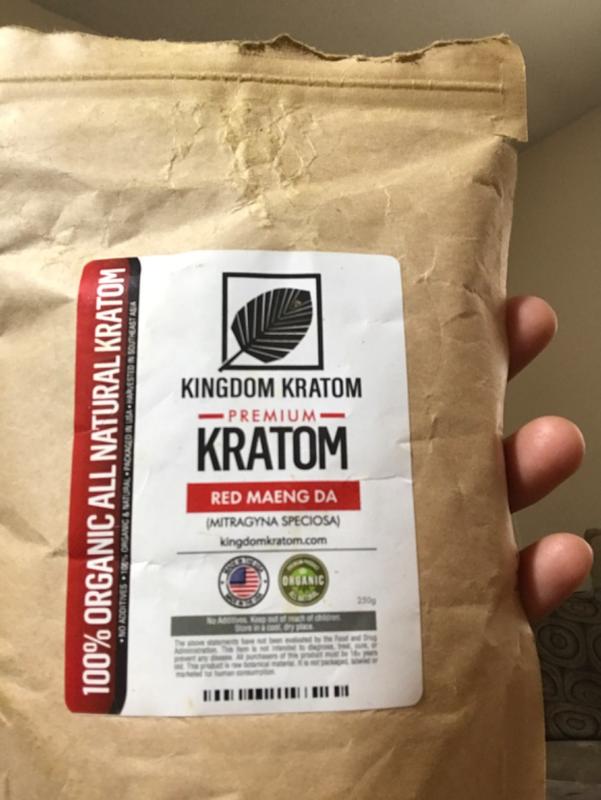 100% ORGANIC ALL NATURAL KRATOM
• NO ADDITIVES • 100% ORGANIC & NATURAL • PACKAGED IN USA • HARVESTED IN SOUTHEAST ASIA
KINGDOM KRATOM
PREMIUM
KRATOM
RED MAENG DA
(MITRAGYNA SPECIOSA)
kingdomkratom.com
ORGANIC
250g
No Additives. Keep out of reach of children.
Store in a cool, dry place.
The above statements have not been evaluated by the Food and Drug
Administration. This item is not intended to diagnose, treat, cure, or
prevent any disease. All purchasers of this product must be 18+ years
old. This product is raw botanical material. It is not packaged, labeled or
marketed for human consumption.